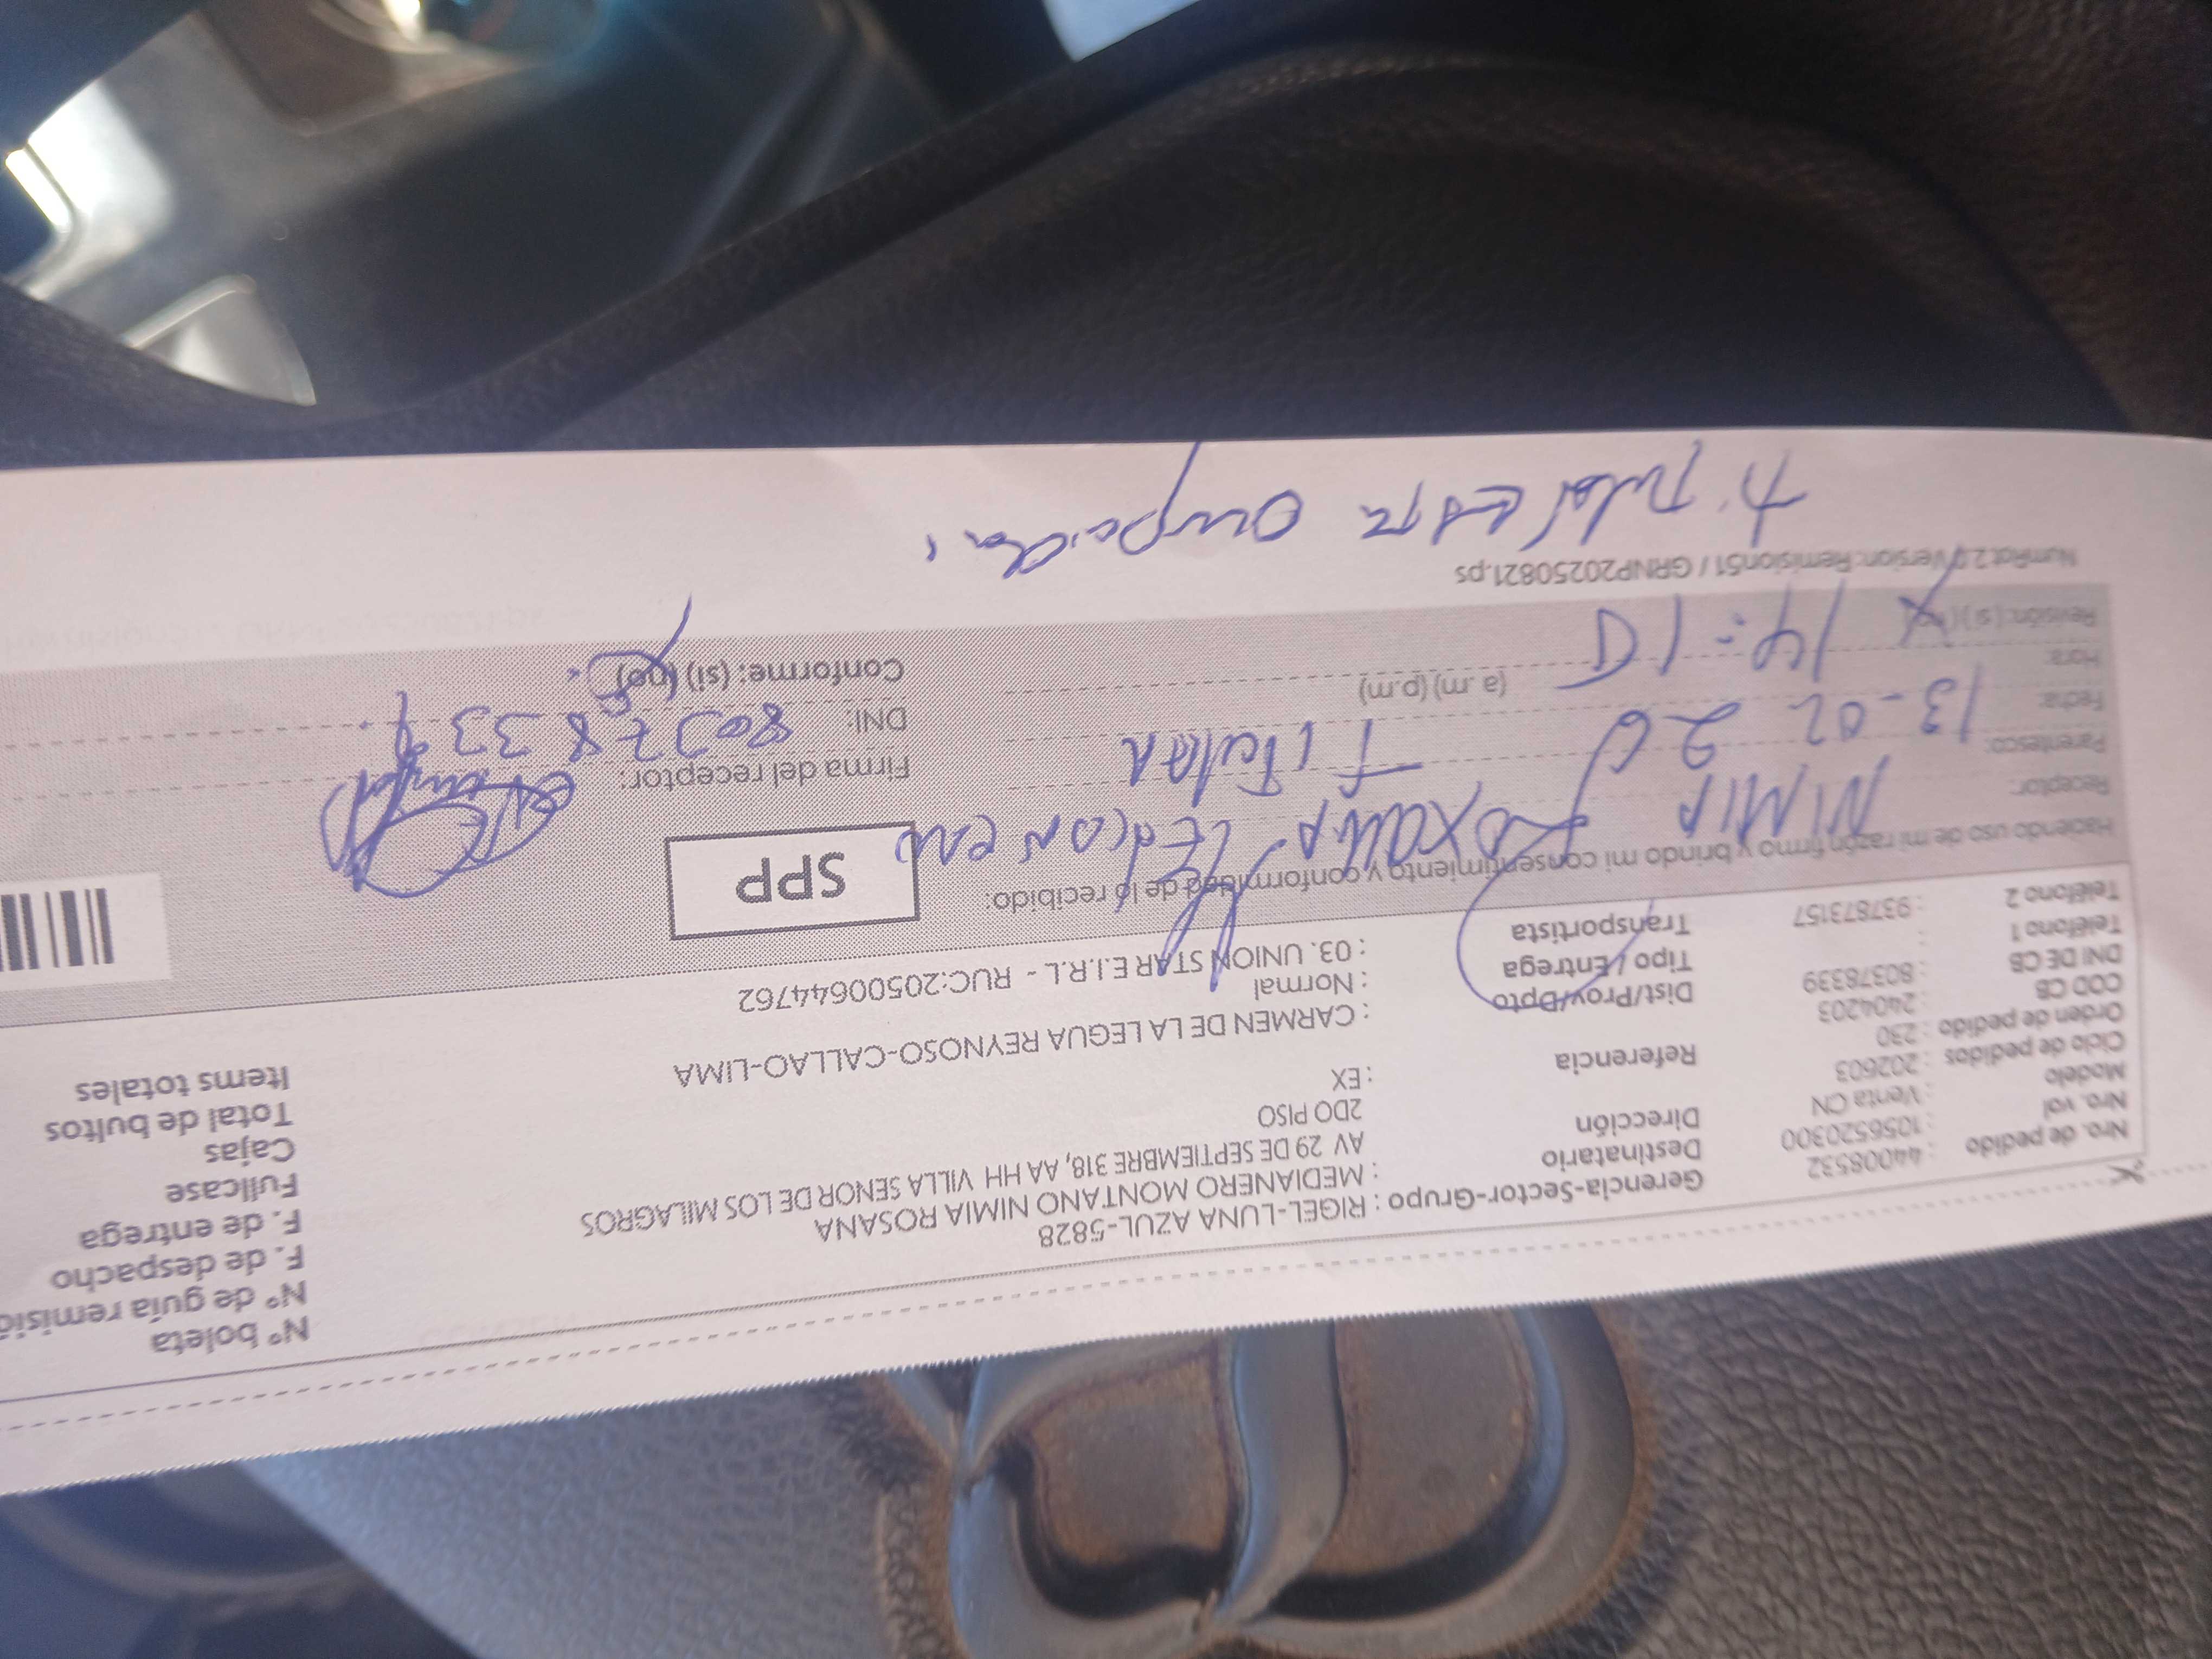 Nro. de pedido : 44008532
Nro. vol : 1056520300
Modelo : Venta CN
Ciclo de pedidos : 202603
Orden de pedido : 230
COD CB : 2404203
DNI DE CB : 80378339
Teléfono 1 :
Teléfono 2 : 937873157
Gerencia-Sector-Grupo : RIGEL-LUNA AZUL-5828
Destinatario : MEDIANERO MONTANO NIMIA ROSANA
Dirección AV 29 DE SEPTIEMBRE 318, AA HH VILLA SENOR DE LOS MILAGROS
2DO PISO
Referencia : EX
Dist/Prov/Dpto : CARMEN DE LA LEGUA REYNOSO-CALLAO-LIMA
Tipo / Entrega : Normal
Transportista : 03. UNION STAR E.I.R.L - RUC:20500644762
N° boleta
N° de guía
F. de despacho
F. de entrega
Fullcase
Cajas
Total de bultos
Items totales
Haciendo uso de mi razón firmo y brindo mi consentimiento y conformidad de lo recibido:
SPP
Receptor: NIMIA
Parentesco: Titular
Fecha: 13-02 26
Hora: 14:10 (a.m) (p.m)
Revisión: (si) (no)
Firma del receptor:
DNI: 80378339
Conforme: (si) (no)
NumRot 2.0 Version: Remision51 / GRNP20250821.ps